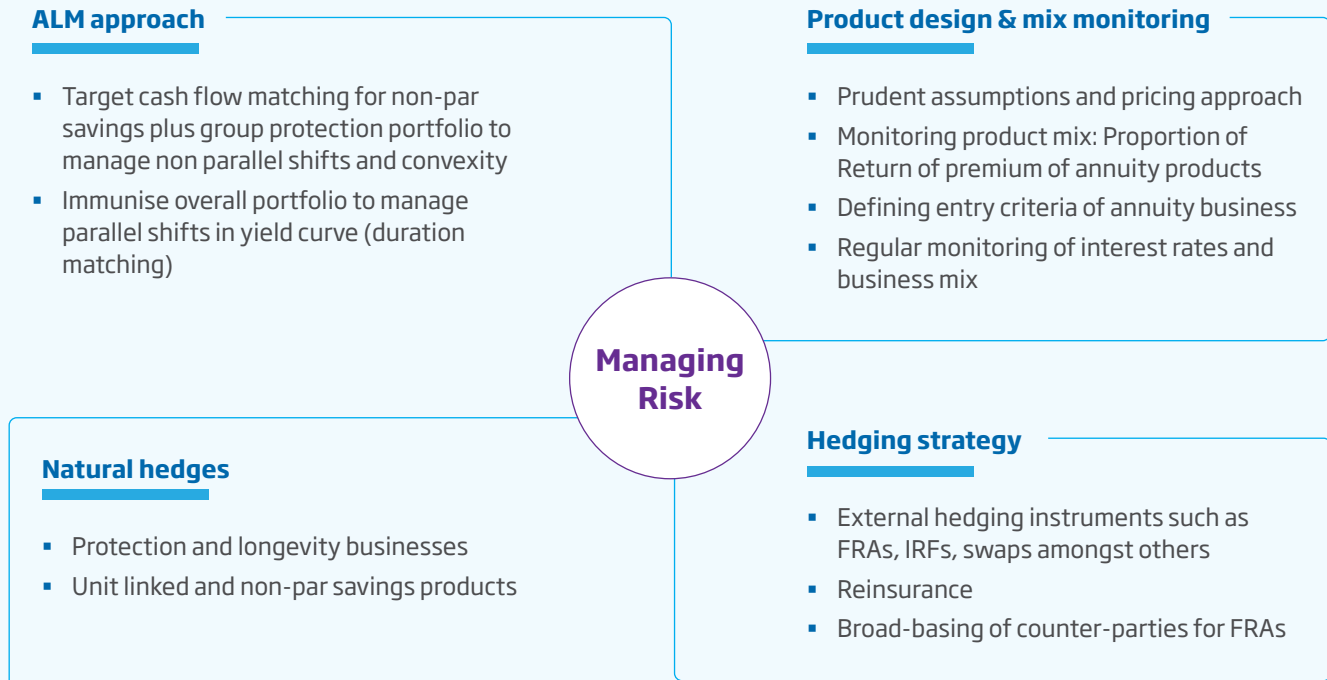 ALM approach
▪ Target cash flow matching for non-par
savings plus group protection portfolio to
manage non parallel shifts and convexity
▪ Immunise overall portfolio to manage
parallel shifts in yield curve (duration
matching)
Product design & mix monitoring
▪ Prudent assumptions and pricing approach
▪ Monitoring product mix: Proportion of
Return of premium of annuity products
▪ Defining entry criteria of annuity business
▪ Regular monitoring of interest rates and
business mix
Managing
Risk
Natural hedges
▪ Protection and longevity businesses
▪ Unit linked and non-par savings products
Hedging strategy
▪ External hedging instruments such as
FRAs, IRFs, swaps amongst others
▪ Reinsurance
▪ Broad-basing of counter-parties for FRAs